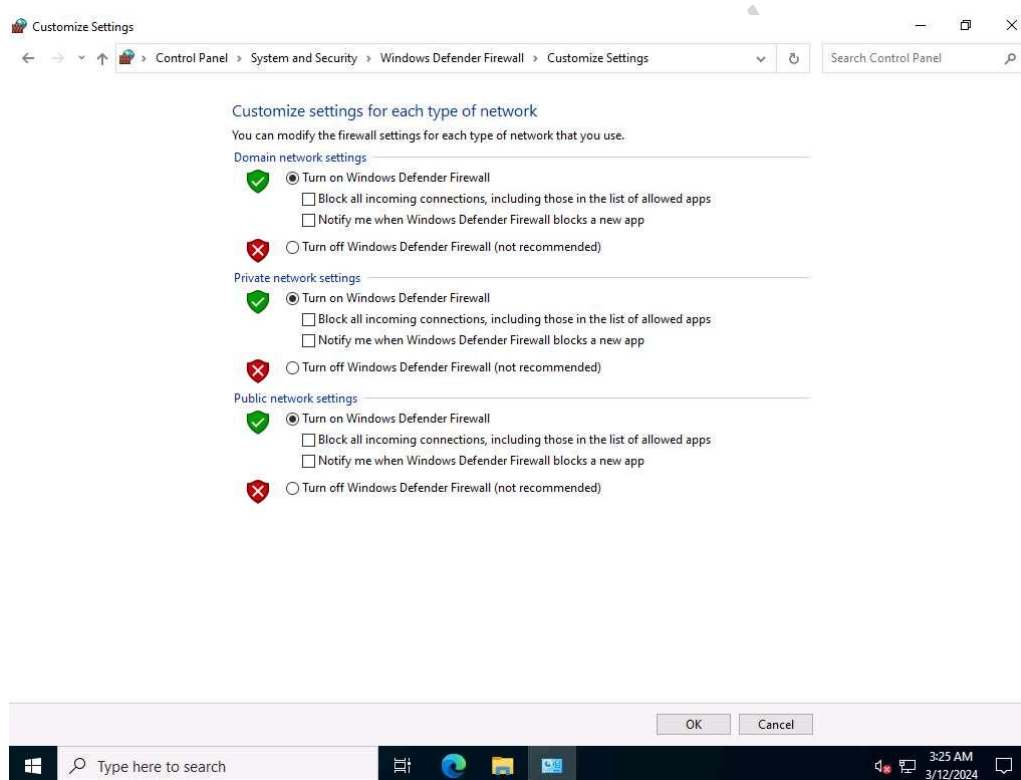 Customize Settings
Control Panel › System and Security › Windows Defender Firewall › Customize Settings
Search Control Panel
Customize settings for each type of network
You can modify the firewall settings for each type of network that you use.
Domain network settings
Turn on Windows Defender Firewall
Block all incoming connections, including those in the list of allowed apps
Notify me when Windows Defender Firewall blocks a new app
Turn off Windows Defender Firewall (not recommended)
Private network settings
Turn on Windows Defender Firewall
Block all incoming connections, including those in the list of allowed apps
Notify me when Windows Defender Firewall blocks a new app
Turn off Windows Defender Firewall (not recommended)
Public network settings
Turn on Windows Defender Firewall
Block all incoming connections, including those in the list of allowed apps
Notify me when Windows Defender Firewall blocks a new app
Turn off Windows Defender Firewall (not recommended)
OK
Cancel
Type here to search
3:25 AM
3/12/2024